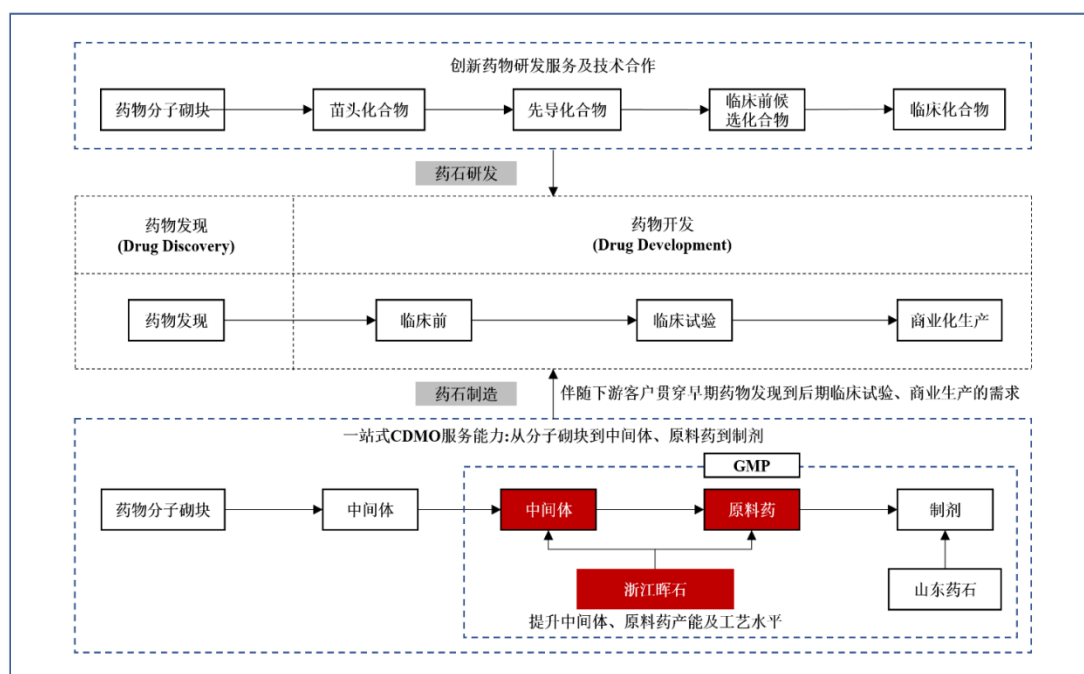 创新药物研发服务及技术合作
药物分子砌块
苗头化合物
先导化合物
临床前候
选化合物
临床化合物
药石研发
药物发现
(Drug Discovery)
药物开发
(Drug Development)
药物发现
临床前
临床试验
商业化生产
药石制造
伴随下游客户贯穿早期药物发现到后期临床试验、商业生产的需求
一站式CDMO服务能力:从分子砌块到中间体、原料药到制剂
GMP
药物分子砌块
中间体
中间体
原料药
制剂
浙江晖石
山东药石
提升中间体、原料药产能及工艺水平